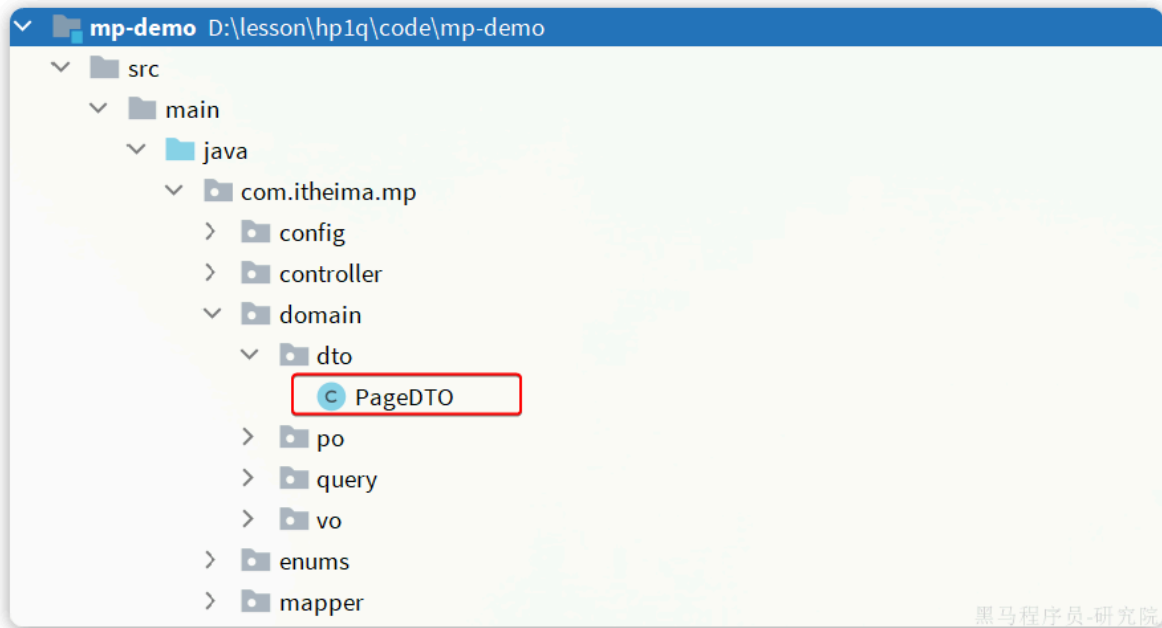 mp-demo D:\lesson\hp1q\code\mp-demo
src
main
java
com.itheima.mp
config
controller
domain
dto
C PageDTO
po
query
vo
enums
mapper
黑马程序员-研究院